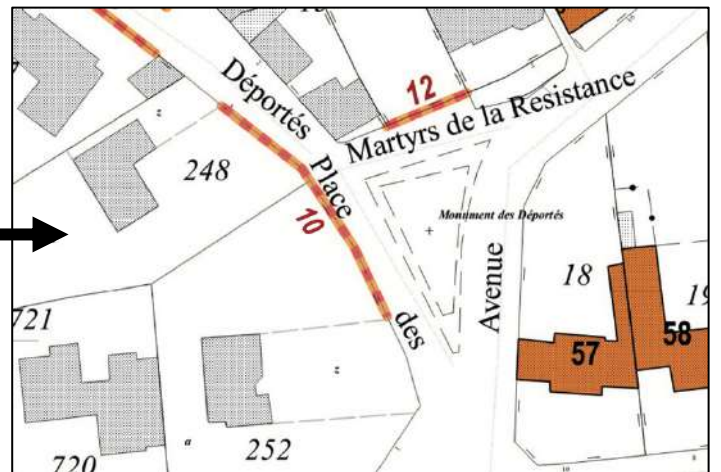 Déportés
12
Martyrs de la Resistance
248
Place
10
Monument des Déportés
Avenue
18
19
721
des
57
58
252
a
720